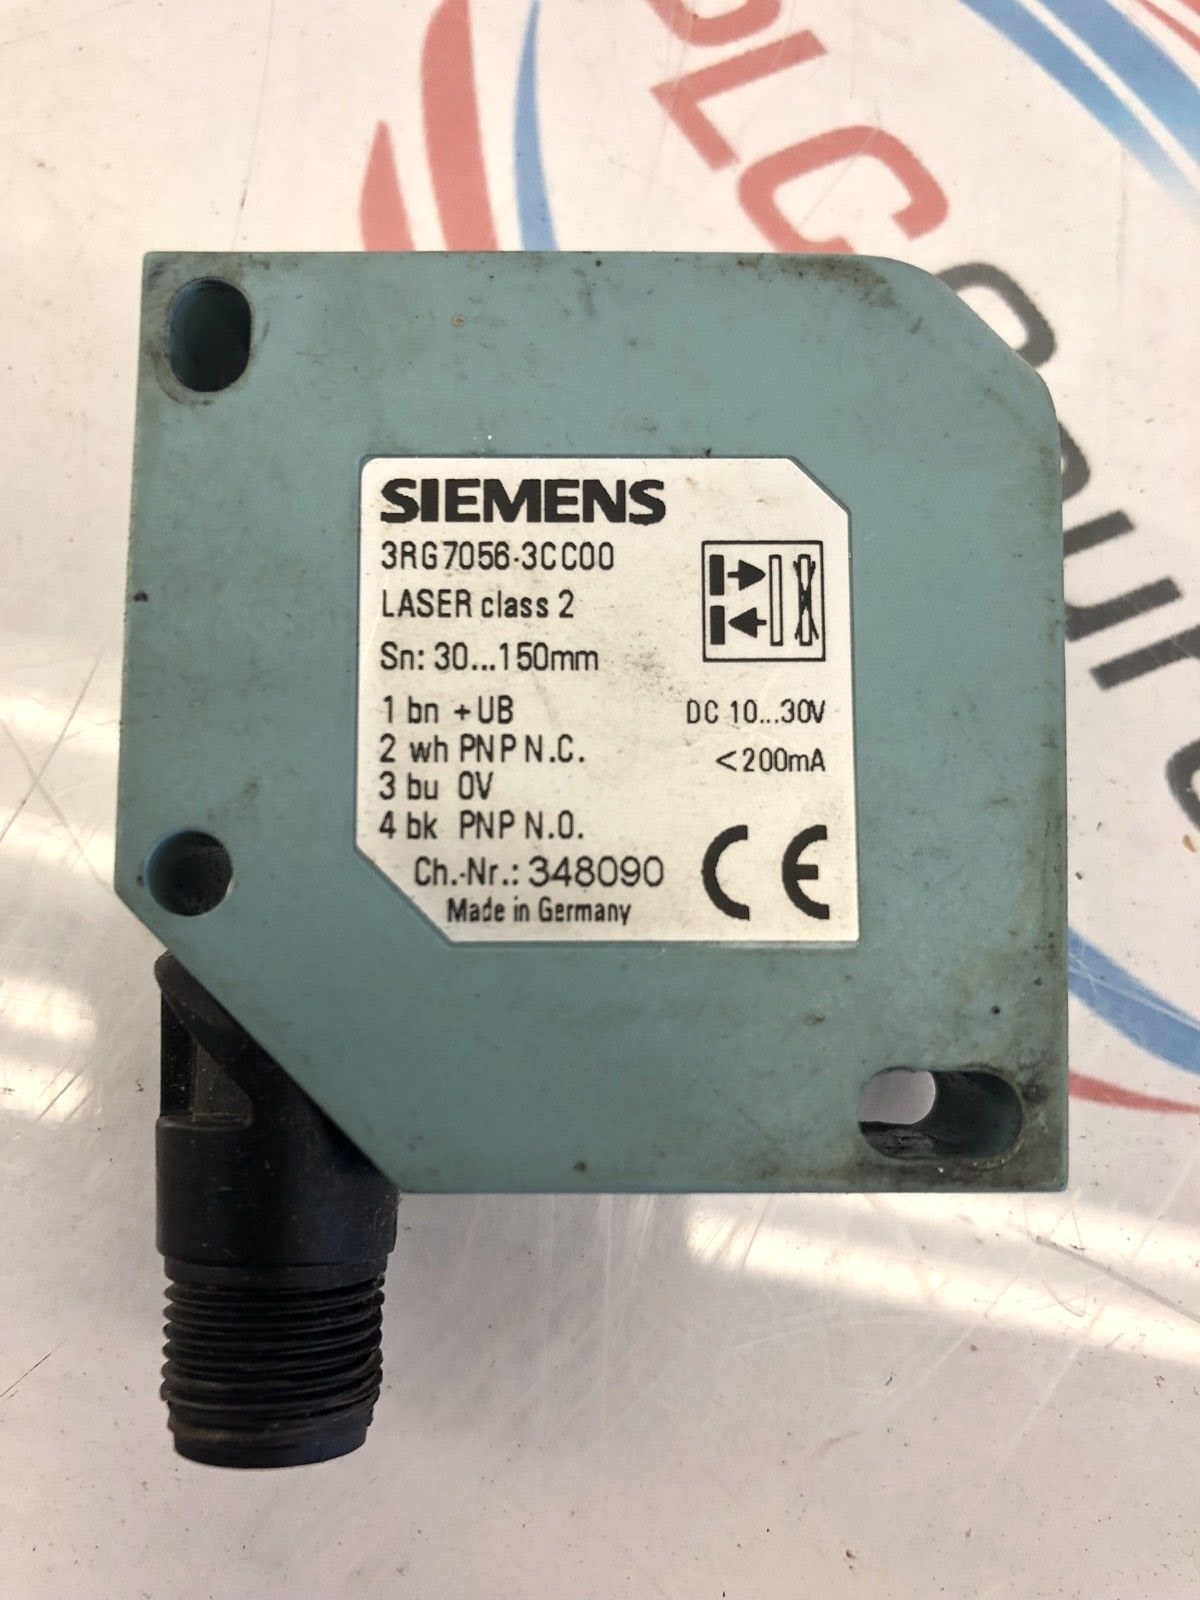 PLC
SIEMENS
3RG7056-3CC00
LASER class 2
Sn: 30...150mm
1 bn +UB DC 10...30V
2 wh PNP N.C. <200mA
3 bu 0V
4 bk PNP N.O.
Ch.-Nr.: 348090 CE
Made in Germany